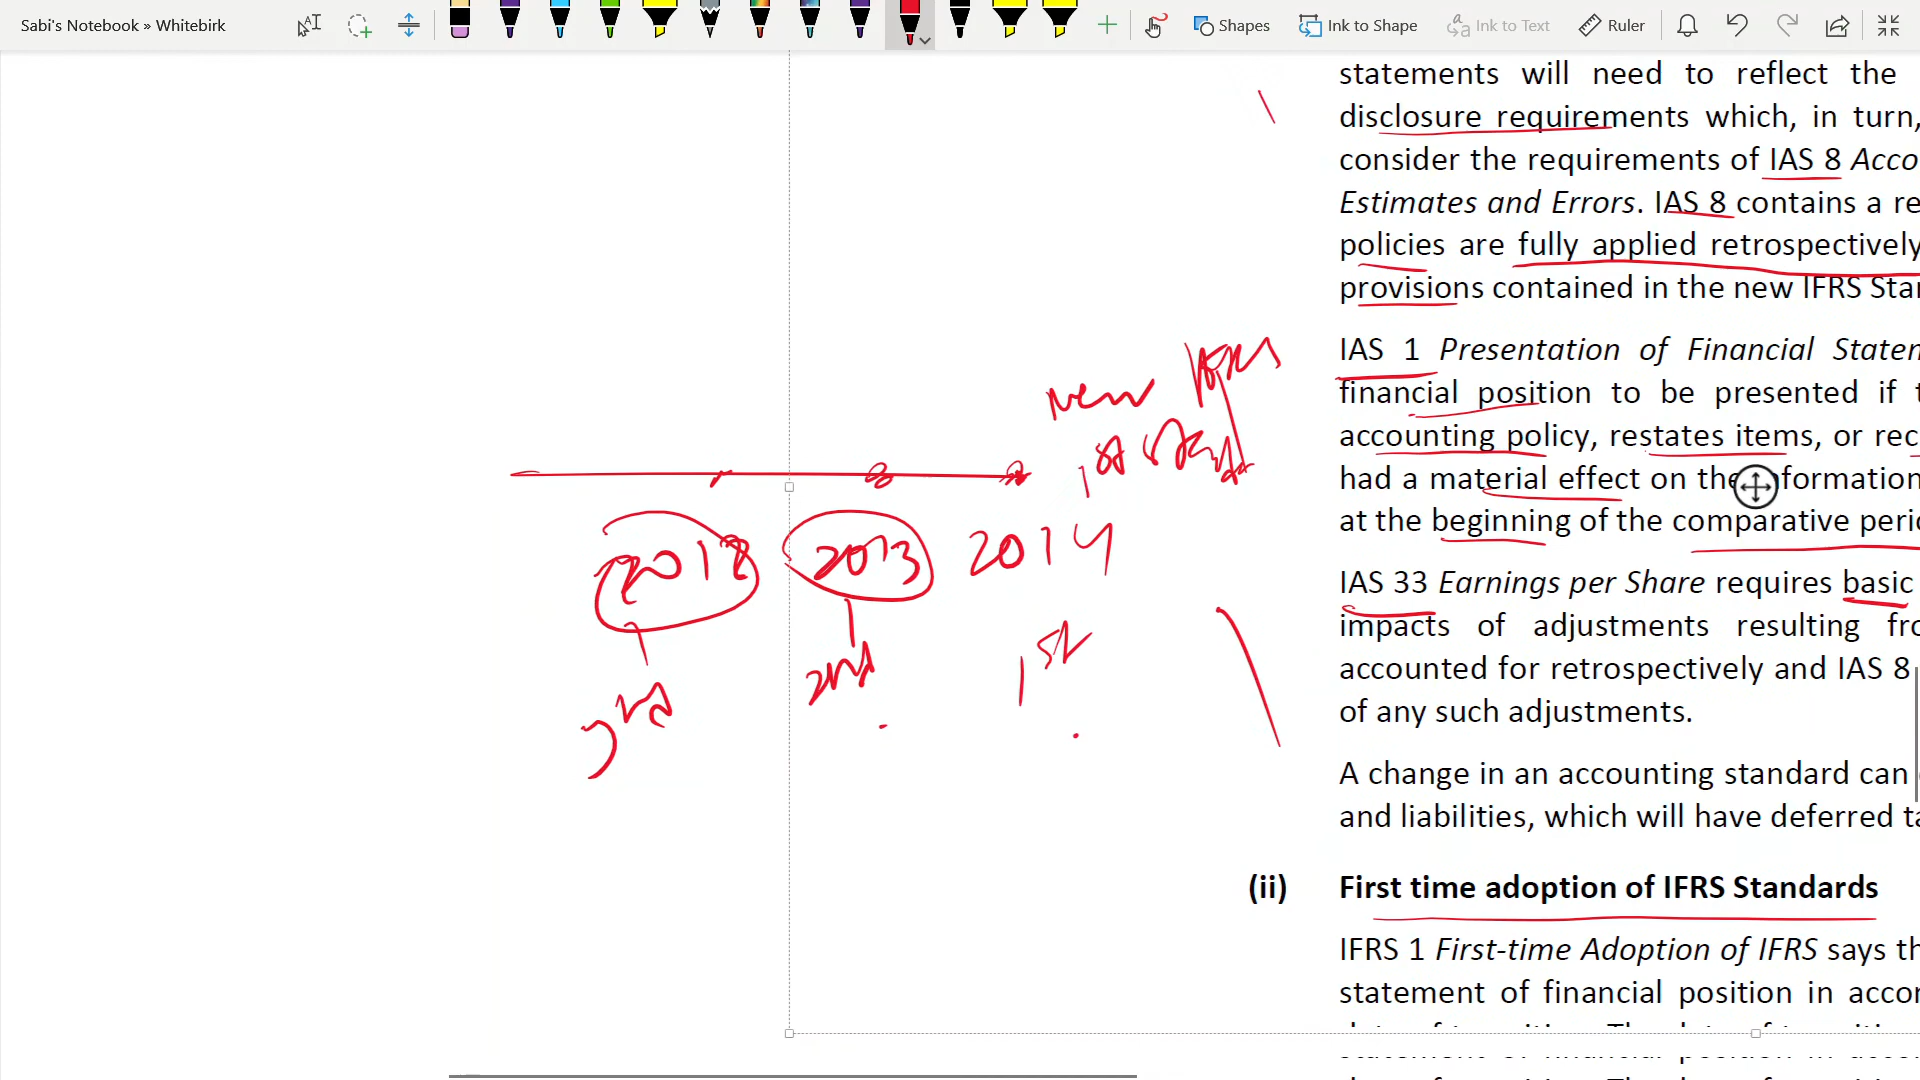 Sabi's Notebook » Whitebirk
Shapes
Ink to Shape
Ink to Text
Ruler
statements will need to reflect the
disclosure requirements which, in turn,
consider the requirements of IAS 8 Acco
Estimates and Errors. IAS 8 contains a re
policies are fully applied retrospectively
provisions contained in the new IFRS Star
IAS 1 Presentation of Financial Statem
financial position to be presented if t
accounting policy, restates items, or rec
had a material effect on the formation
at the beginning of the comparative peric
IAS 33 Earnings per Share requires basic
impacts of adjustments resulting fro
accounted for retrospectively and IAS 8
of any such adjustments.
A change in an accounting standard can
and liabilities, which will have deferred ta
(ii) First time adoption of IFRS Standards
IFRS 1 First-time Adoption of IFRS says th
statement of financial position in accor
New IFRS
1st
2012 2013 2014
3rd 2nd 1st